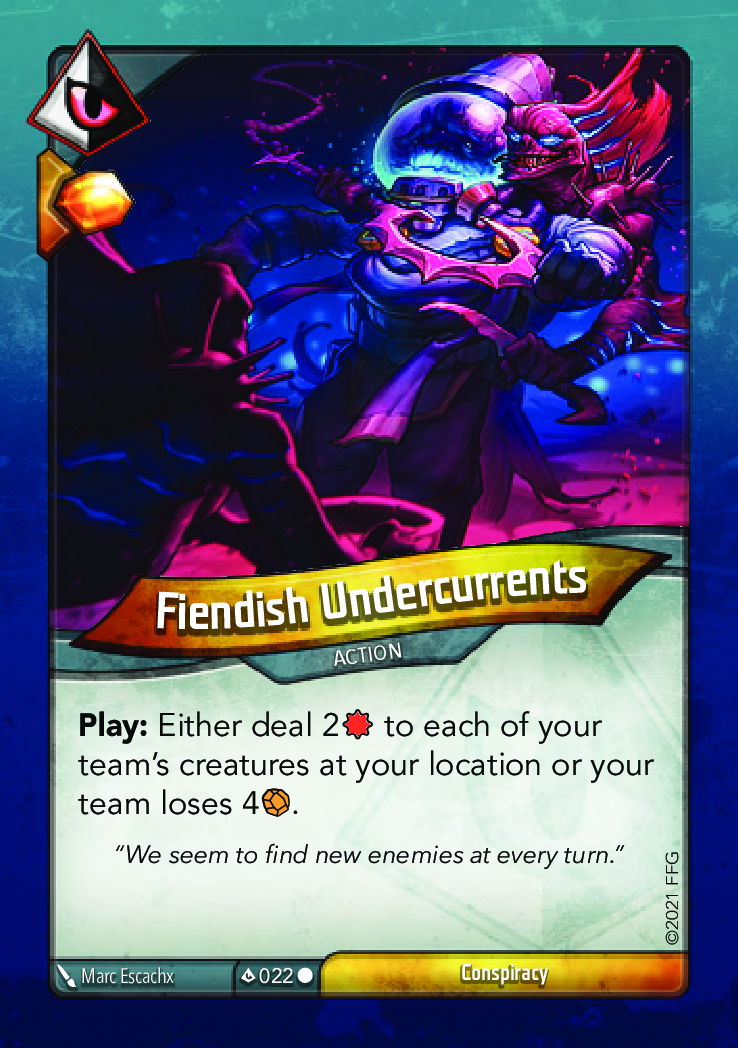 Fiendish Undercurrents
ACTION
Play: Either deal 2 to each of your
team’s creatures at your location or your
team loses 4.
“We seem to find new enemies at every turn.”
©2021 FFG
Marc Escachx
022
Conspiracy